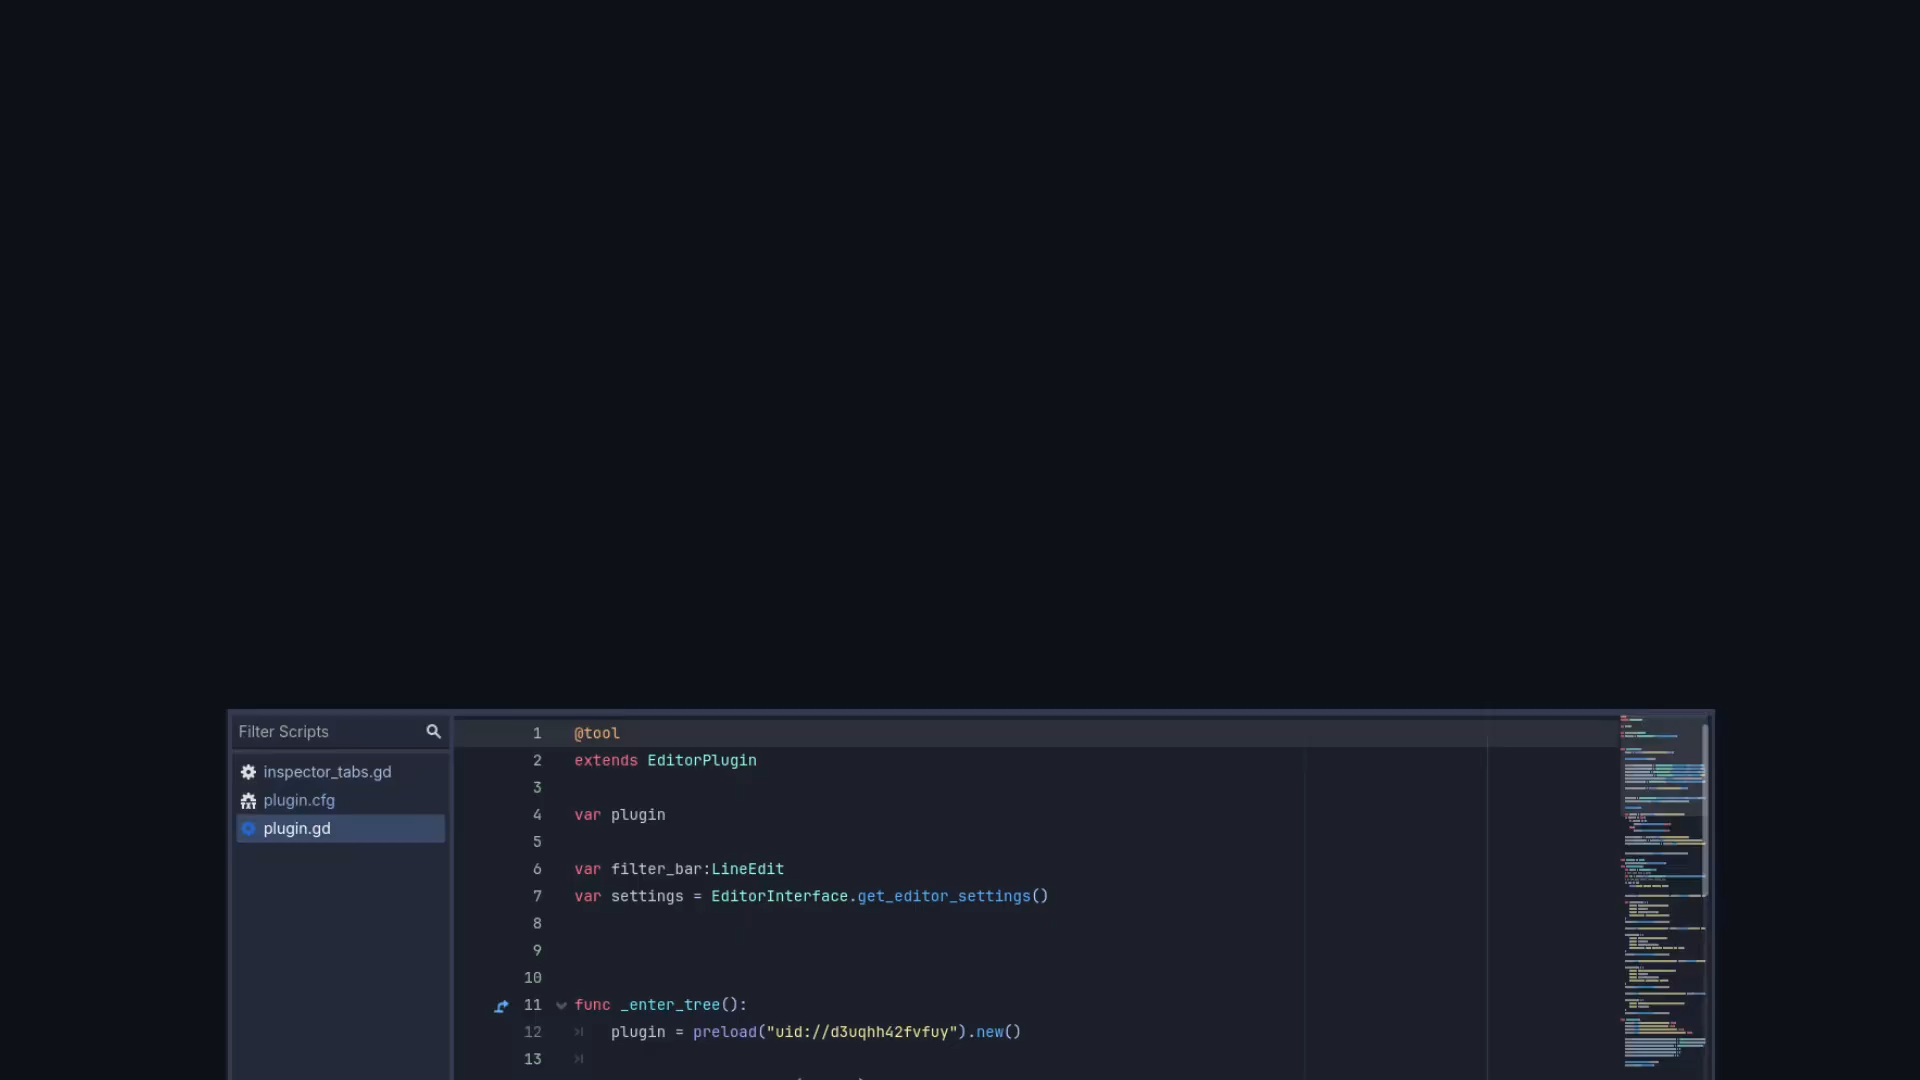 Filter Scripts
inspector_tabs.gd
plugin.cfg
plugin.gd
1 @tool
2 extends EditorPlugin
3
4 var plugin
5
6 var filter_bar:LineEdit
7 var settings = EditorInterface.get_editor_settings()
8
9
10
11 func _enter_tree():
12 plugin = preload("uid://d3uqhh42fvfuy").new()
13